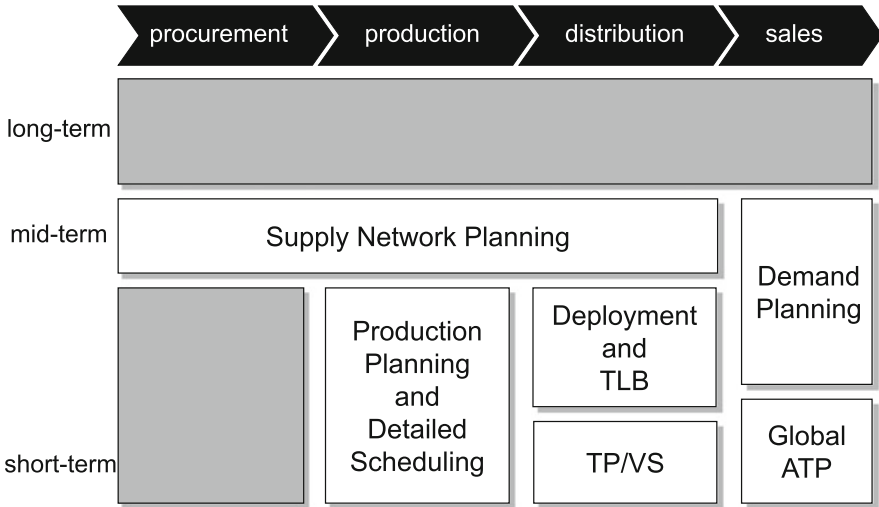 procurement production distribution sales
long-term
mid-term
Supply Network Planning
Demand
Planning
Production
Planning
and
Detailed
Scheduling
Deployment
and
TLB
short-term
TP/VS
Global
ATP